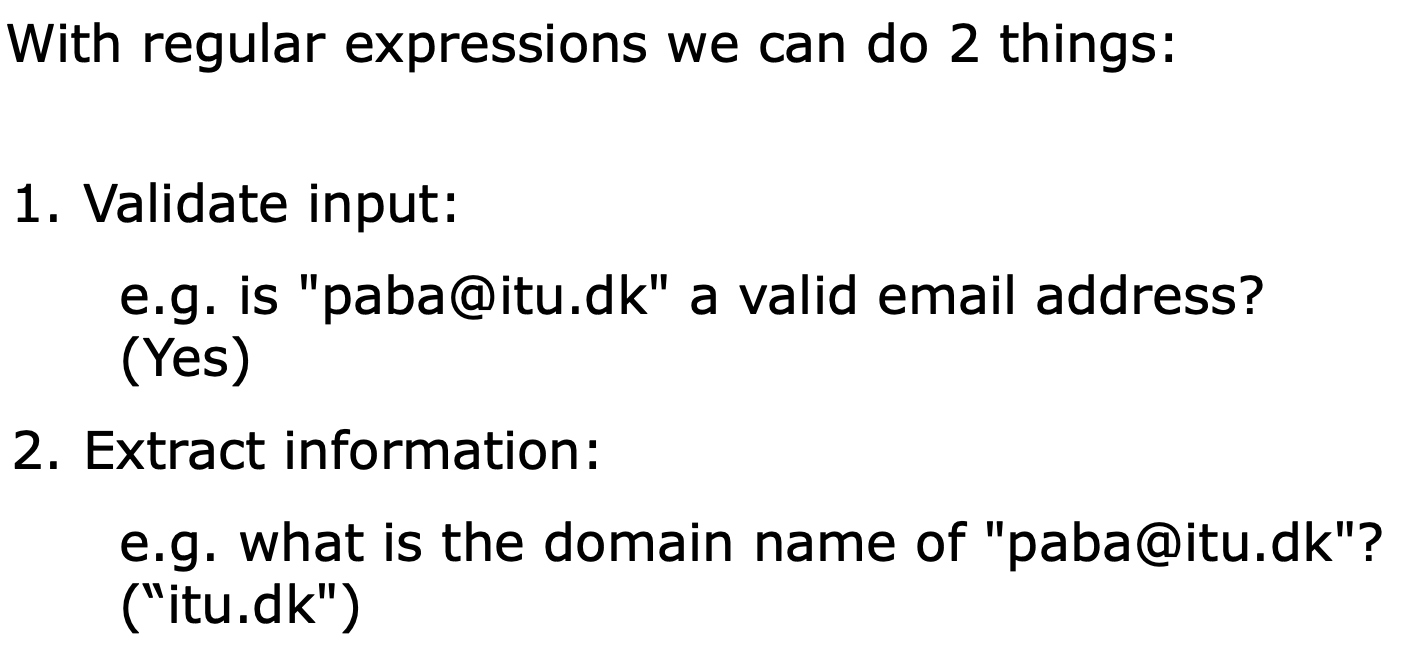 With regular expressions we can do 2 things:
1. Validate input:
e.g. is "paba@itu.dk" a valid email address?
(Yes)
2. Extract information:
e.g. what is the domain name of "paba@itu.dk"?
(“itu.dk")